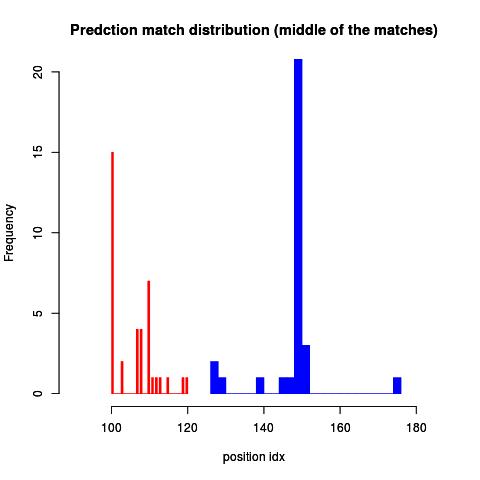 Predction match distribution (middle of the matches)
Frequency
20
15
10
5
0
100 120 140 160 180
position idx